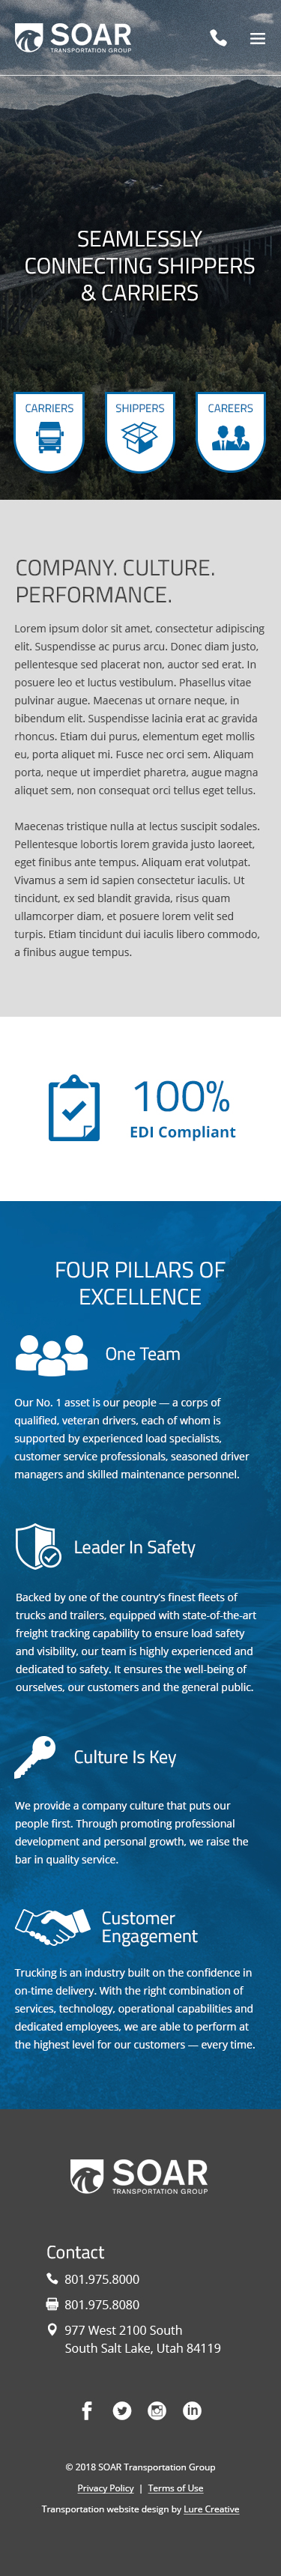 SOAR
TRANSPORTATION GROUP
SEAMLESSLY
CONNECTING SHIPPERS
& CARRIERS
CARRIERS
SHIPPERS
CAREERS
COMPANY. CULTURE.
PERFORMANCE.
Lorem ipsum dolor sit amet, consectetur adipiscing
elit. Suspendisse ac purus arcu. Donec diam justo,
pellentesque sed placerat non, auctor sed erat. In
posuere leo et luctus vestibulum. Phasellus vitae
pulvinar augue. Maecenas ut ornare neque, in
bibendum elit. Suspendisse lacinia erat ac gravida
rhoncus. Etiam dui purus, elementum eget mollis
eu, porta aliquet mi. Fusce nec orci sem. Aliquam
porta, neque ut imperdiet pharetra, augue magna
aliquet sem, non consequat orci tellus eget tellus.
Maecenas tristique nulla at lectus suscipit sodales.
Pellentesque lobortis lorem gravida justo laoreet,
eget finibus ante tempus. Aliquam erat volutpat.
Vivamus a sem id sapien consectetur iaculis. Ut
tincidunt, ex sed blandit gravida, risus quam
ullamcorper diam, et posuere lorem velit sed
turpis. Etiam tincidunt dui iaculis libero commodo,
a finibus augue tempus.
100%
EDI Compliant
FOUR PILLARS OF
EXCELLENCE
One Team
Our No. 1 asset is our people — a corps of
qualified, veteran drivers, each of whom is
supported by experienced load specialists,
customer service professionals, seasoned driver
managers and skilled maintenance personnel.
Leader In Safety
Backed by one of the country's finest fleets of
trucks and trailers, equipped with state-of-the-art
freight tracking capability to ensure load safety
and visibility, our team is highly experienced and
dedicated to safety. It ensures the well-being of
ourselves, our customers and the general public.
Culture Is Key
We provide a company culture that puts our
people first. Through promoting professional
development and personal growth, we raise the
bar in quality service.
Customer
Engagement
Trucking is an industry built on the confidence in
on-time delivery. With the right combination of
services, technology, operational capabilities and
dedicated employees, we are able to perform at
the highest level for our customers — every time.
SOAR
TRANSPORTATION GROUP
Contact
801.975.8000
801.975.8080
977 West 2100 South
South Salt Lake, Utah 84119
© 2018 SOAR Transportation Group
Privacy Policy | Terms of Use
Transportation website design by Lure Creative